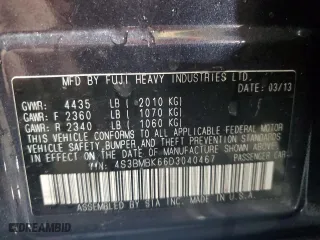 MFD BY FUJI HEAVY INDUSTRIES LTD.
DATE: 03/13
GVWR: 4435 LB ( 2010 KG)
GAWR: F 2360 LB ( 1070 KG)
GAWR: R 2340 LB ( 1060 KG)
THIS VEHICLE CONFORMS TO ALL APPLICABLE FEDERAL MOTOR
VEHICLE SAFETY, BUMPER, AND THEFT PREVENTION
STANDARDS IN EFFECT ON THE DATE OF MANUFACTURE
SHOWN ABOVE.
4S3BMBK66D3040467
PASSENGER CAR
ASSEMBLED BY SIA INC. MADE IN U.S.A.